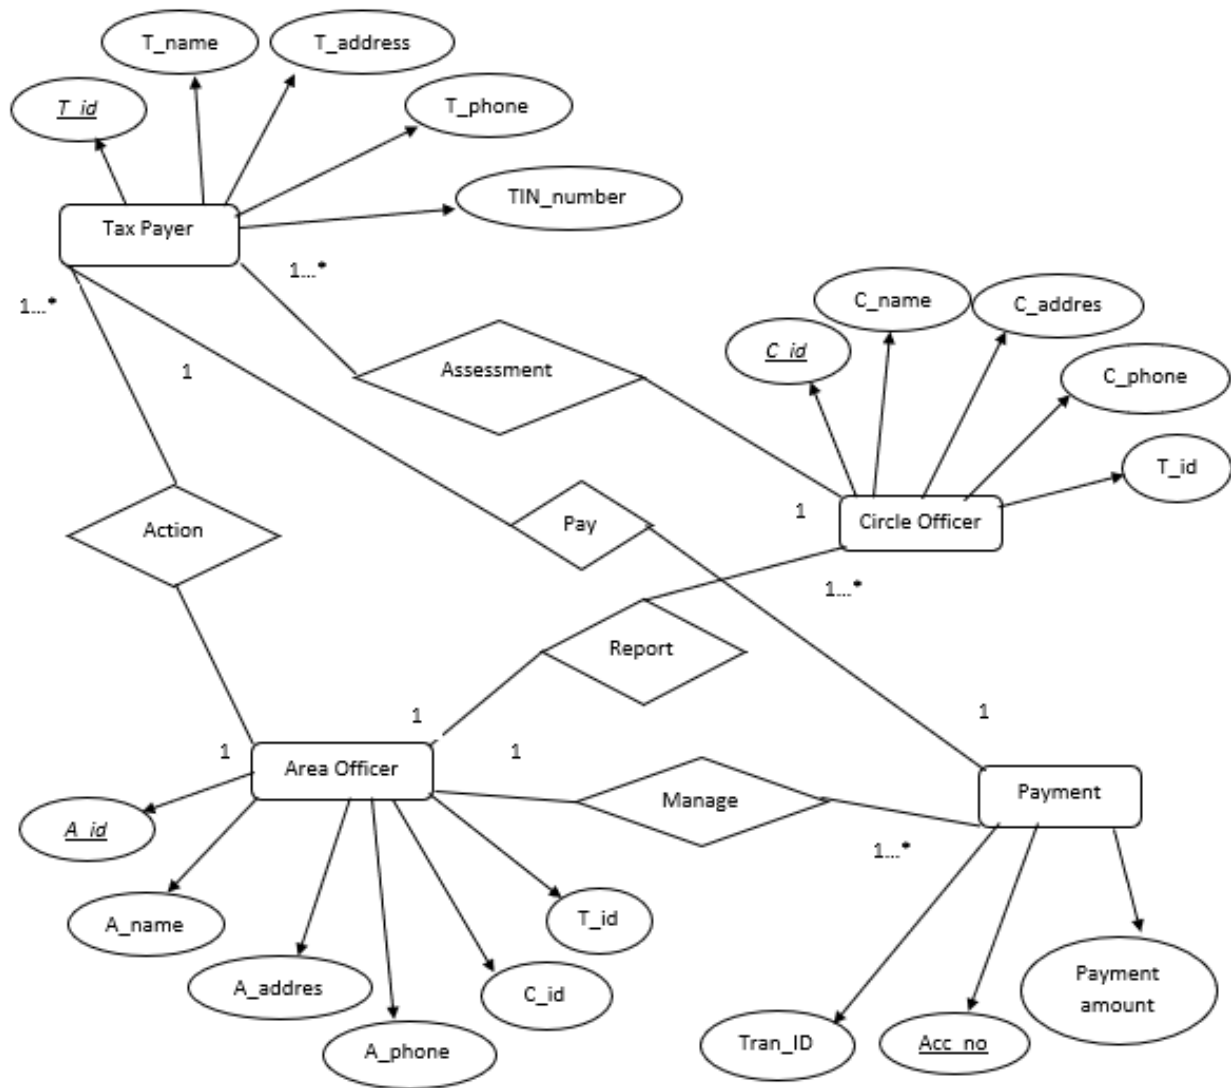 T_name
T_address
T_id
T_phone
TIN_number
Tax Payer
1...*
1...*
C_name
C_addres
C_id
C_phone
Assessment
1
T_id
1
Circle Officer
Pay
Action
1...*
Report
1
1
1
1
Area Officer
Payment
Manage
A_id
1...*
A_name
T_id
A_addres
C_id
Payment
amount
Tran_ID
Acc_no
A_phone